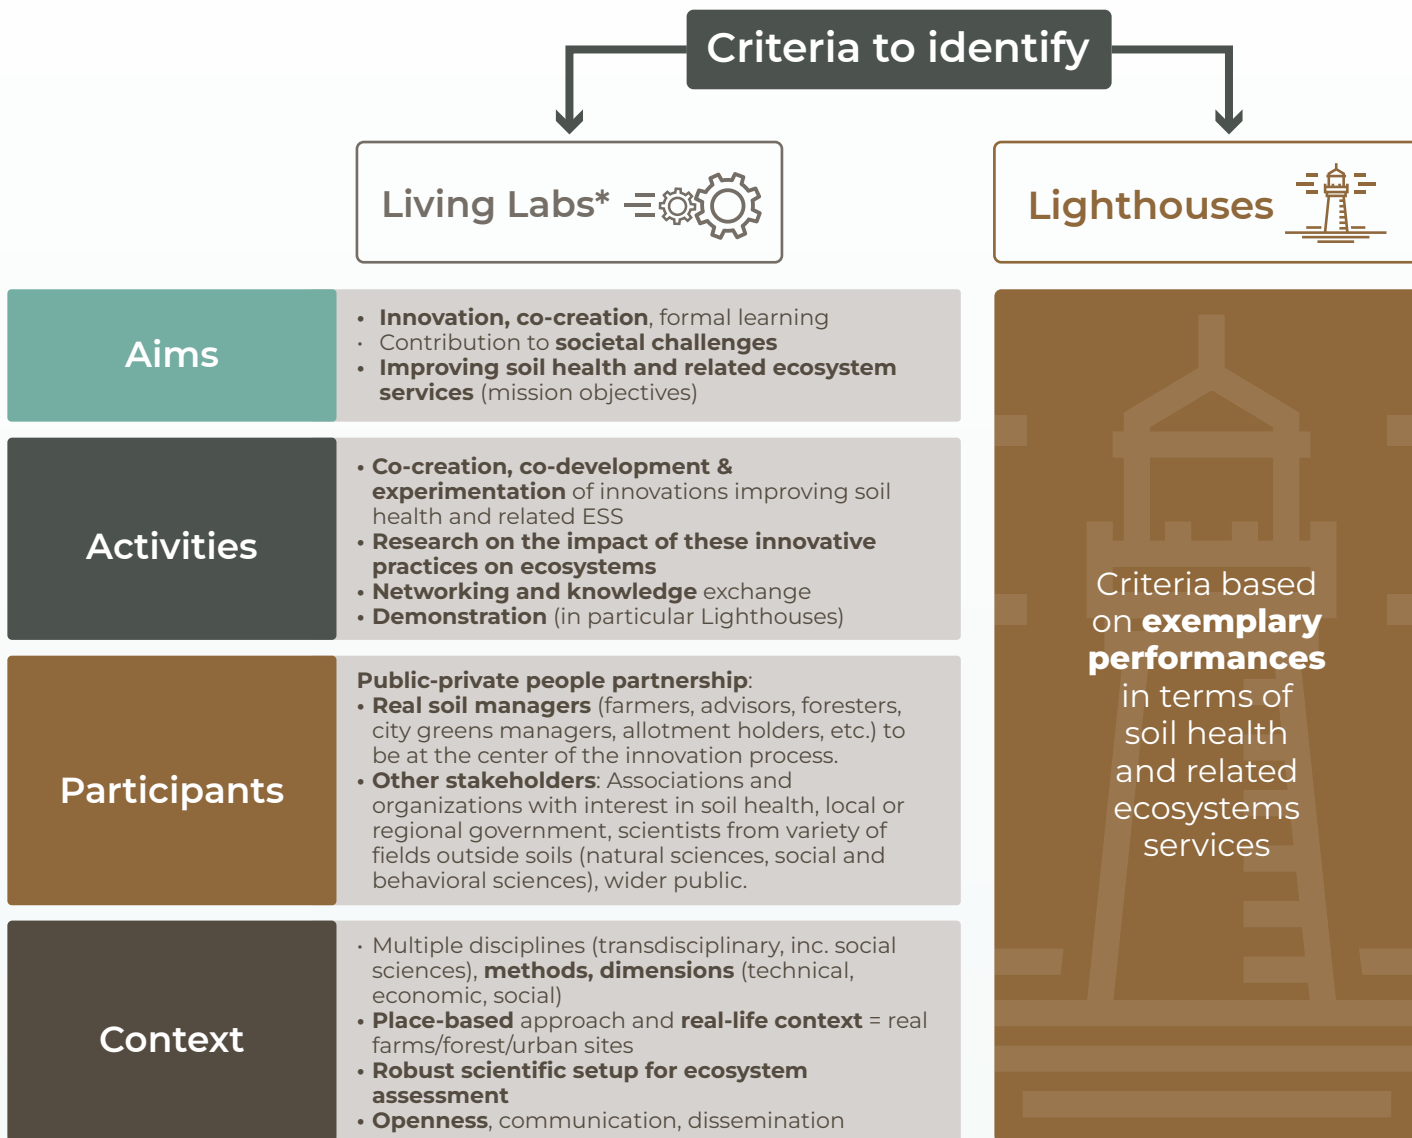 Criteria to identify
Living Labs*
Lighthouses
Aims
• Innovation, co-creation, formal learning
• Contribution to societal challenges
• Improving soil health and related ecosystem
services (mission objectives)
Activities
• Co-creation, co-development &
experimentation of innovations improving soil
health and related ESS
• Research on the impact of these innovative
practices on ecosystems
• Networking and knowledge exchange
• Demonstration (in particular Lighthouses)
Participants
Public-private people partnership:
• Real soil managers (farmers, advisors, foresters,
city greens managers, allotment holders, etc.) to
be at the center of the innovation process.
• Other stakeholders: Associations and
organizations with interest in soil health, local or
regional government, scientists from variety of
fields outside soils (natural sciences, social and
behavioral sciences), wider public.
Context
• Multiple disciplines (transdisciplinary, inc. social
sciences), methods, dimensions (technical,
economic, social)
• Place-based approach and real-life context = real
farms/forest/urban sites
• Robust scientific setup for ecosystem
assessment
• Openness, communication, dissemination
Criteria based
on exemplary
performances
in terms of
soil health
and related
ecosystems
services